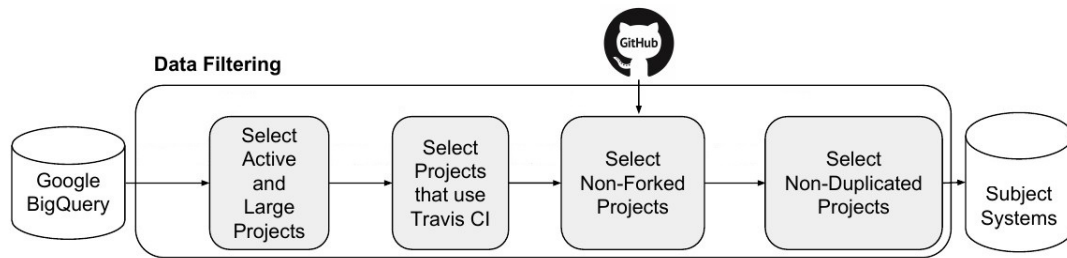 GitHub
Data Filtering
Google
BigQuery
Select
Active
and
Large
Projects
Select
Projects
that use
Travis CI
Select
Non-Forked
Projects
Select
Non-Duplicated
Projects
Subject
Systems